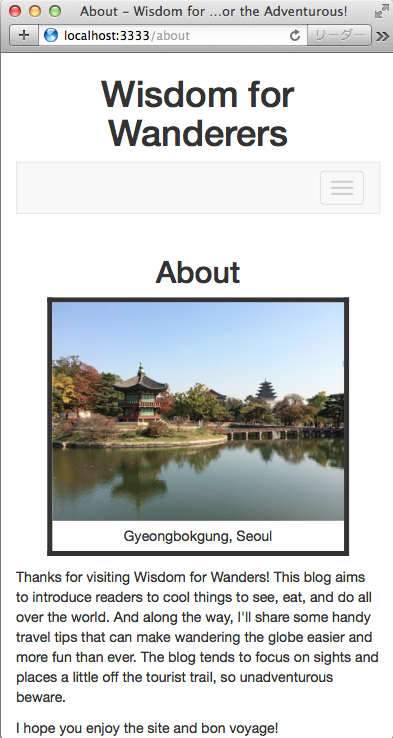 About – Wisdom for ...or the Adventurous!
localhost:3333/about
リーダー
Wisdom for
Wanderers
About
Gyeongbokgung, Seoul
Thanks for visiting Wisdom for Wanders! This blog aims
to introduce readers to cool things to see, eat, and do all
over the world. And along the way, I'll share some handy
travel tips that can make wandering the globe easier and
more fun than ever. The blog tends to focus on sights and
places a little off the tourist trail, so unadventurous
beware.
I hope you enjoy the site and bon voyage!